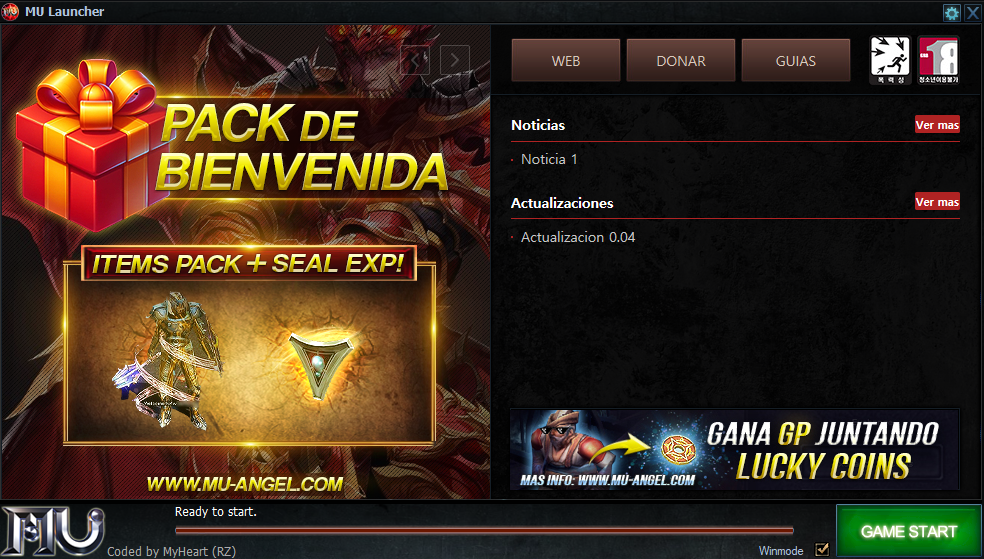 MU Launcher
PACK DE
BIENVENIDA
ITEMS PACK + SEAL EXP!
WWW.MU-ANGEL.COM
WEB
DONAR
GUIAS
폭력성
18
청소년이용불가
Noticias
Ver mas
· Noticia 1
Actualizaciones
Ver mas
· Actualizacion 0.04
GANA GP JUNTANDO
LUCKY COINS
MAS INFO: WWW.MU-ANGEL.COM
MU
Ready to start.
Coded by MyHeart (RZ)
Winmode
GAME START